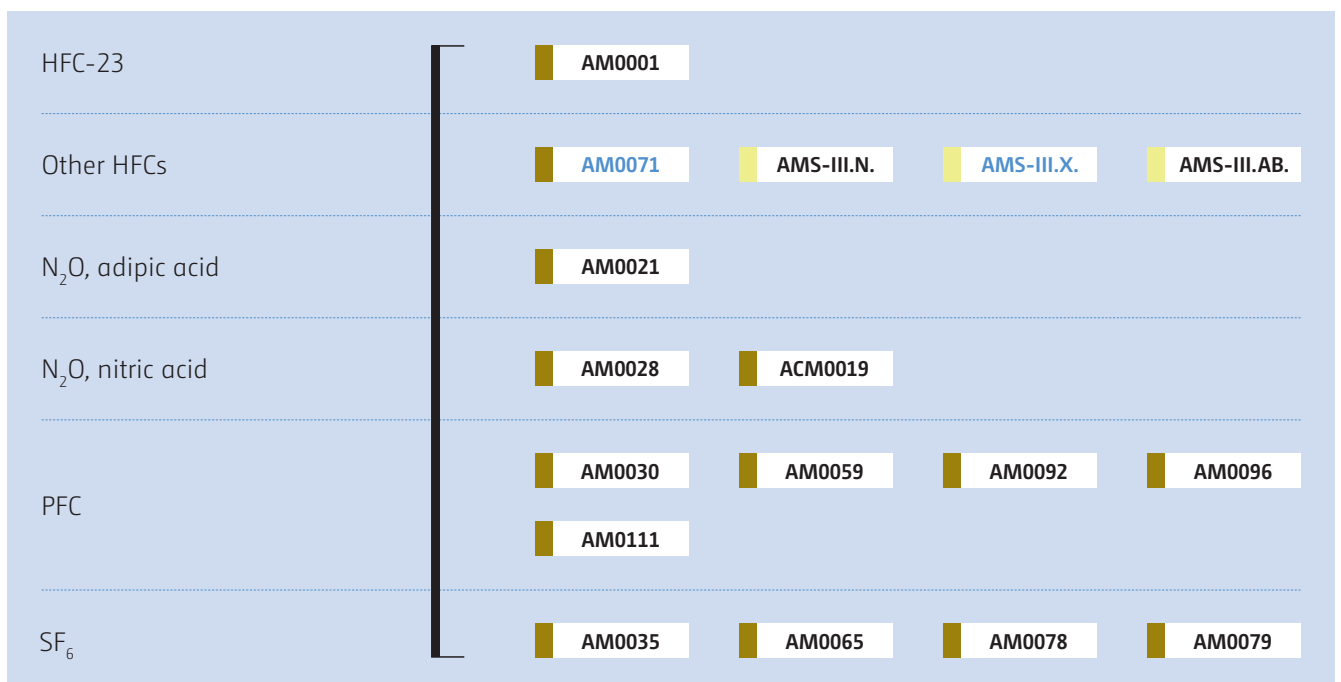 HFC-23 AM0001
Other HFCs AM0071 AMS-III.N. AMS-III.X. AMS-III.AB.
N₂O, adipic acid AM0021
N₂O, nitric acid AM0028 ACM0019
AM0030 AM0059 AM0092 AM0096
PFC
AM0111
SF₆ AM0035 AM0065 AM0078 AM0079